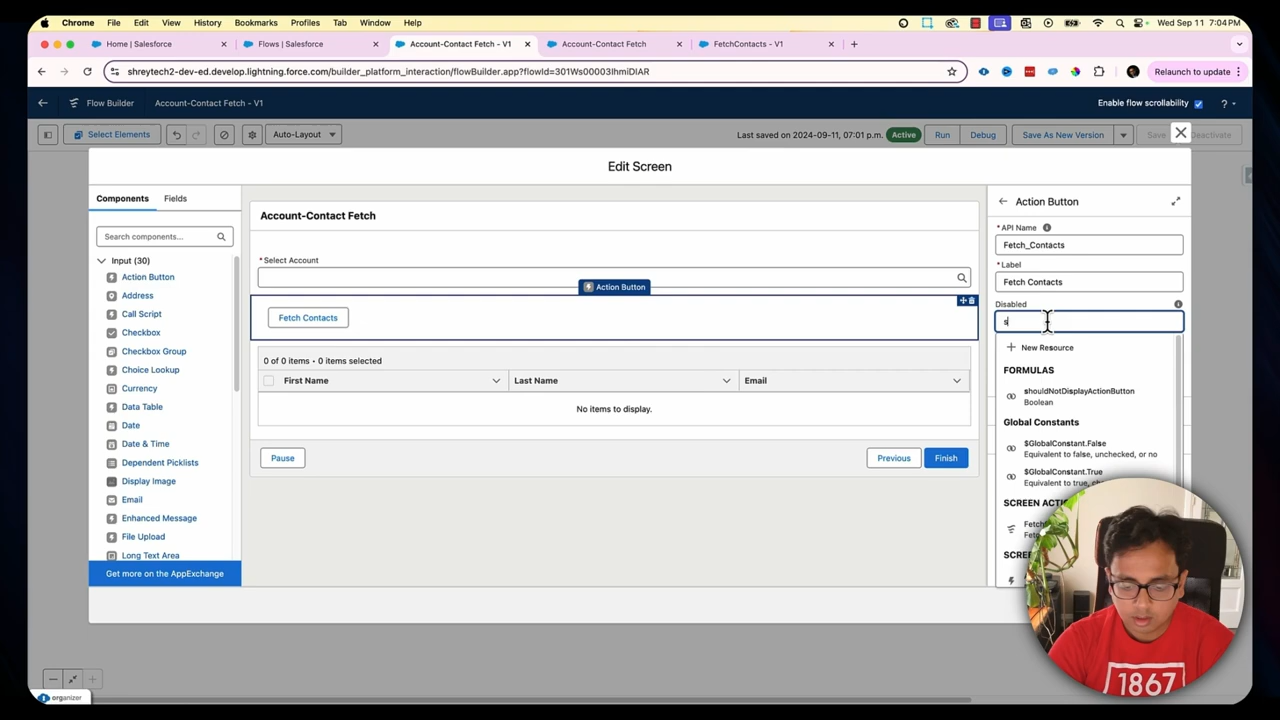 Chrome File Edit View History Bookmarks Profiles Tab Window Help
Wed Sep 11 7:04 PM
Home | Salesforce
Flows | Salesforce
Account-Contact Fetch - V1
Account-Contact Fetch
FetchContacts - V1
shreytech2-dev-ed.develop.lightning.force.com/builder_platform_interaction/flowBuilder.app?flowId=301Ws00003IhmiDIAR
Relaunch to update
Flow Builder
Account-Contact Fetch - V1
Enable flow scrollability
?
Select Elements
Auto-Layout
Last saved on 2024-09-11, 07:01 p.m.
Active
Run
Debug
Save As New Version
Save
Deactivate
Edit Screen
Components
Fields
Search components...
Input (30)
Action Button
Address
Call Script
Checkbox
Checkbox Group
Choice Lookup
Currency
Data Table
Date
Date & Time
Dependent Picklists
Display Image
Email
Enhanced Message
File Upload
Long Text Area
Get more on the AppExchange
Account-Contact Fetch
* Select Account
Action Button
Fetch Contacts
0 of 0 items • 0 items selected
First Name
Last Name
Email
No items to display.
Pause
Previous
Finish
Action Button
* API Name
Fetch_Contacts
* Label
Fetch Contacts
Disabled
s
New Resource
FORMULAS
shouldNotDisplayActionButton
Boolean
Global Constants
$GlobalConstant.False
Equivalent to false, unchecked, or no
$GlobalConstant.True
Equivalent to true,
1867
organizer